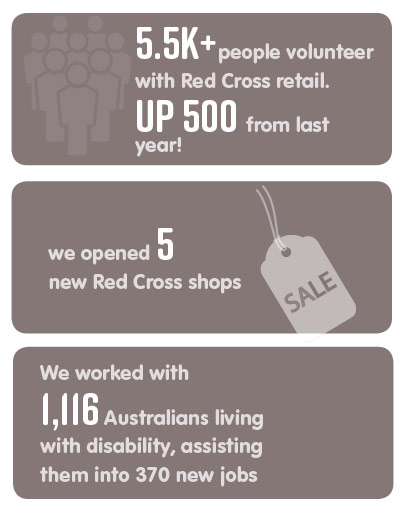 5.5K+ people volunteer
with Red Cross retail.
UP 500 from last
year!
we opened 5
new Red Cross shops
SALE
We worked with
1,116 Australians living
with disability, assisting
them into 370 new jobs